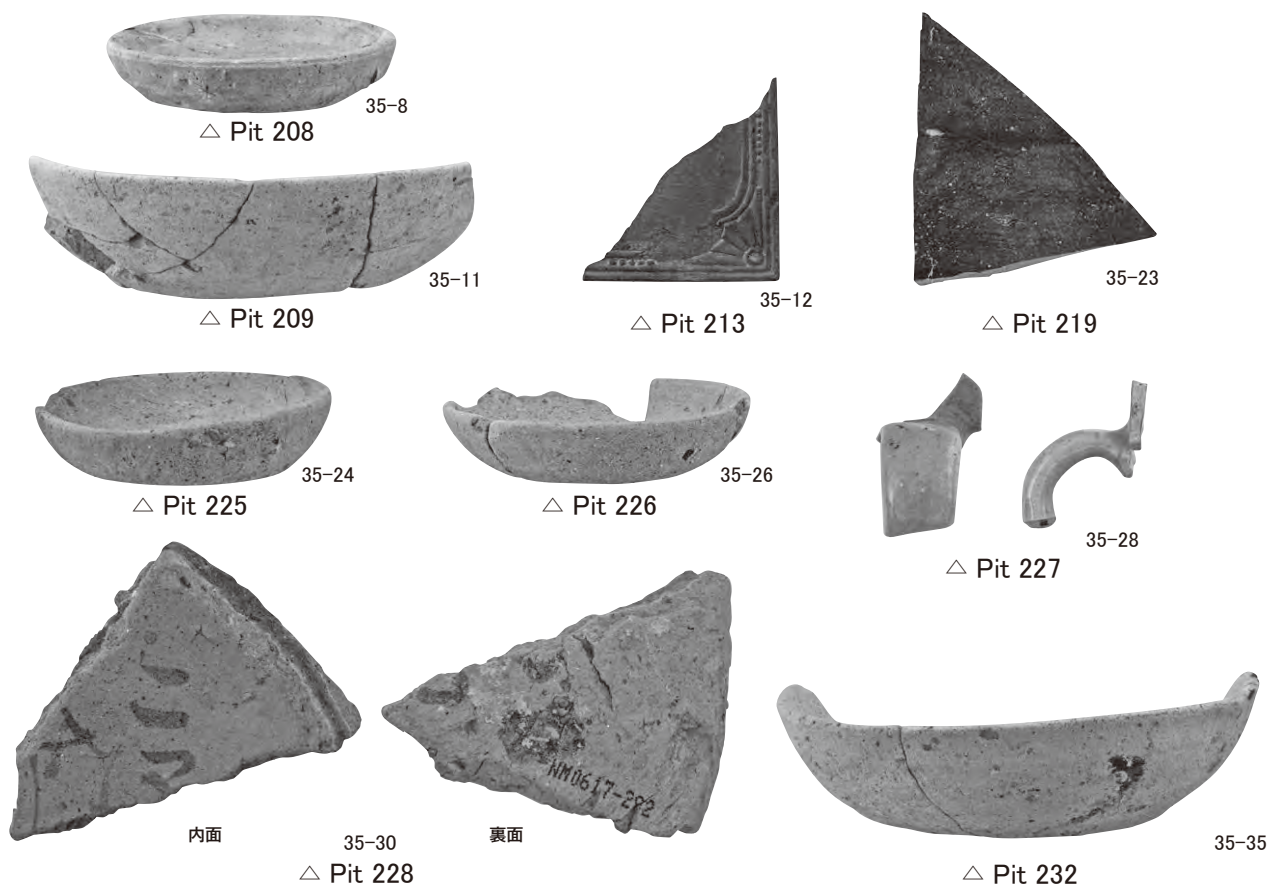 35-8
△ Pit 208
35-11
△ Pit 209
35-12
△ Pit 213
35-23
△ Pit 219
35-24
△ Pit 225
35-26
△ Pit 226
35-28
△ Pit 227
内面
35-30
裏面
NM0617-292
△ Pit 228
35-35
△ Pit 232